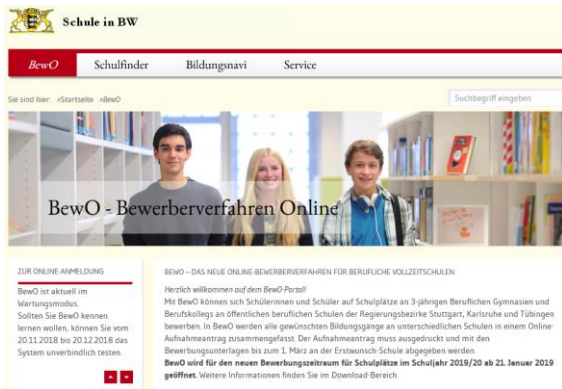 Schule in BW
BewO Schulfinder Bildungsnavi Service
Sie sind hier: »Startseite »BewO
Suchbegriff eingeben
BewO - Bewerberverfahren Online
ZUR ONLINE-ANMELDUNG
BewO ist aktuell im
Wartungsmodus.
Sollten Sie BewO kennen
lernen wollen, können Sie vom
20.11.2018 bis 20.12.2018 das
System unverbindlich testen.
BEWO – DAS NEUE ONLINE-BEWERBERVERFAHREN FÜR BERUFLICHE VOLLZEITSCHULEN
Herzlich willkommen auf dem BewO-Portal!
Mit BewO können sich Schülerinnen und Schüler auf Schulplätze an 3-jährigen Beruflichen Gymnasien und
Berufskollegs an öffentlichen beruflichen Schulen der Regierungsbezirke Stuttgart, Karlsruhe und Tübingen
bewerben. In BewO werden alle gewünschten Bildungsgänge an unterschiedlichen Schulen in einem Online-
Aufnahmeantrag zusammengefasst. Der Aufnahmeantrag muss ausgedruckt und mit den
Bewerbungsunterlagen bis zum 1. März an der Erstwunsch-Schule abgegeben werden.
BewO wird für den neuen Bewerbungszeitraum für Schulplätze im Schuljahr 2019/20 ab 21. Januar 2019
geöffnet. Weitere Informationen finden Sie im Download-Bereich.